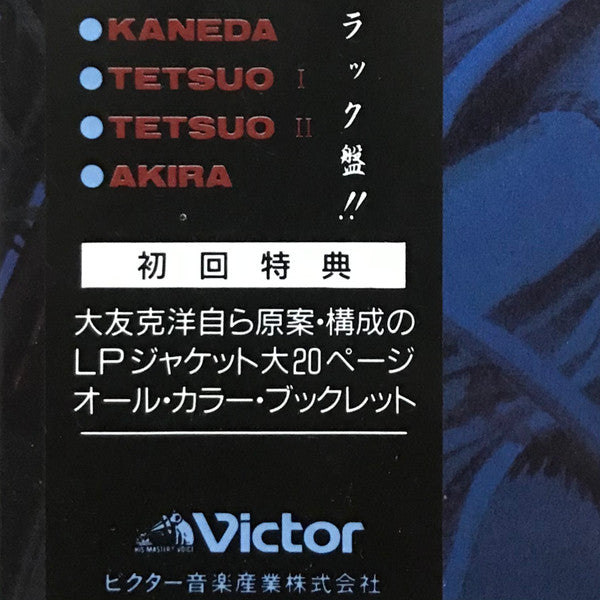 ●KANEDA
●TETSUO I
●TETSUO II
●AKIRA
ラック盤!!
初回特典
大友克洋自ら原案・構成の
LPジャケット大20ページ
オール・カラー・ブックレット
HIS MASTER'S VOICE
Victor
ビクター音楽産業株式会社